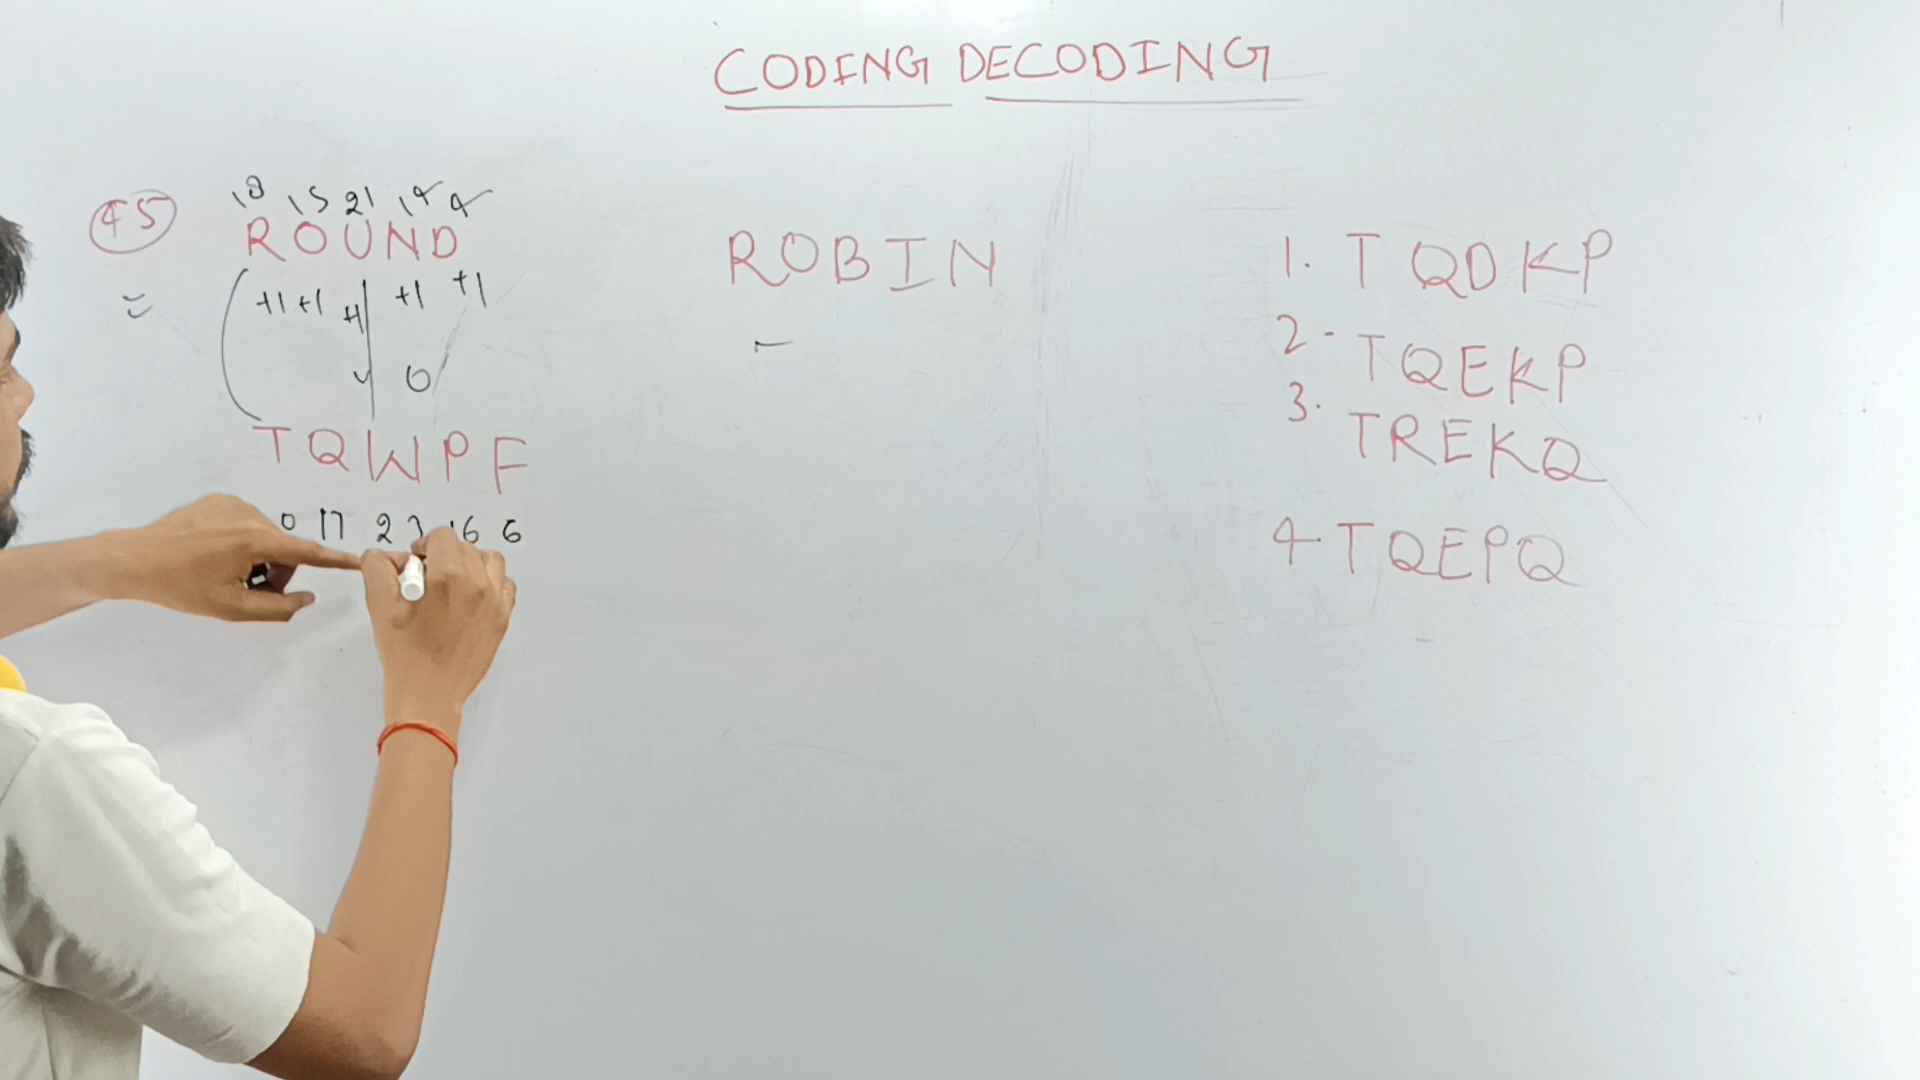 CODING DECODING
45
18 15 21 14 4
ROUND
+1 +1 +1 +1 +1
TQWPF
0 17 23 16 6
ROBIN
1. TQDKP
2- TQEKP
3. TREKQ
4- TQEPQ